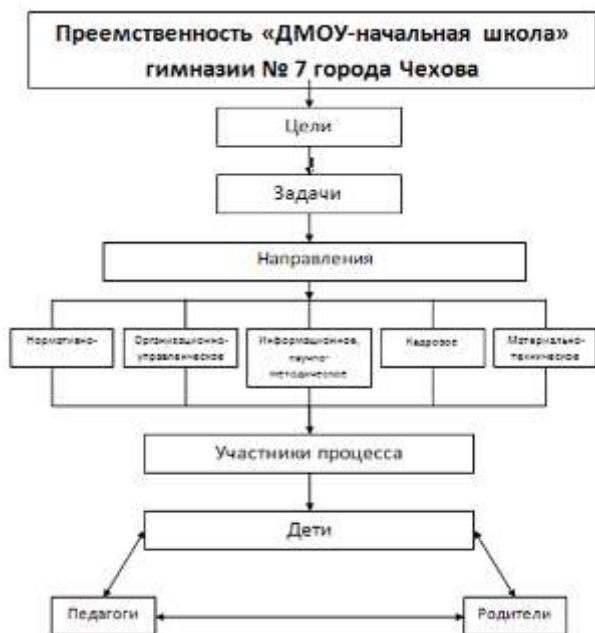 Преемственность «ДМОУ-начальная школа»
гимназии № 7 города Чехова
Цели
Задачи
Направления
Нормативно-
Организационно-
управленческое
Информационное,
научно-
методическое
Кадровое
Материально-
техническое
Участники процесса
Дети
Педагоги
Родители